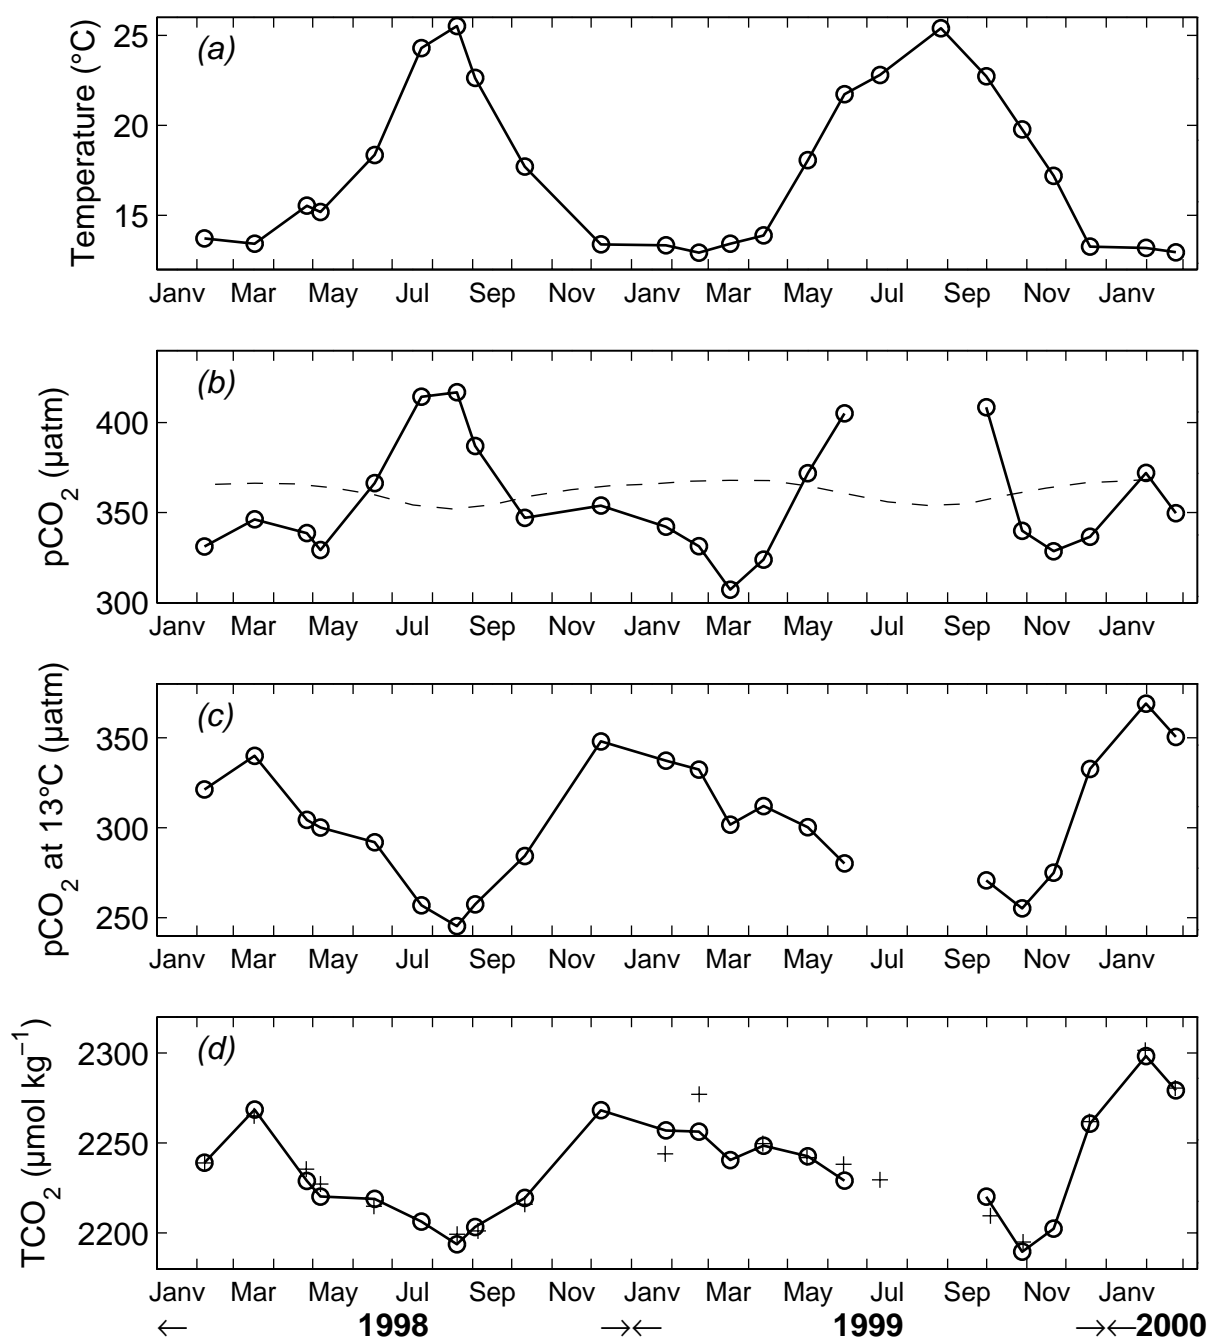 (a)
Temperature (°C)
25
20
15
Janv Mar May Jul Sep Nov Janv Mar May Jul Sep Nov Janv
(b)
pCO2 (µatm)
400
350
300
Janv Mar May Jul Sep Nov Janv Mar May Jul Sep Nov Janv
(c)
pCO2 at 13°C (µatm)
350
300
250
Janv Mar May Jul Sep Nov Janv Mar May Jul Sep Nov Janv
(d)
TCO2 (µmol kg−1)
2300
2250
2200
Janv Mar May Jul Sep Nov Janv Mar May Jul Sep Nov Janv
← 1998 →← 1999 →←2000